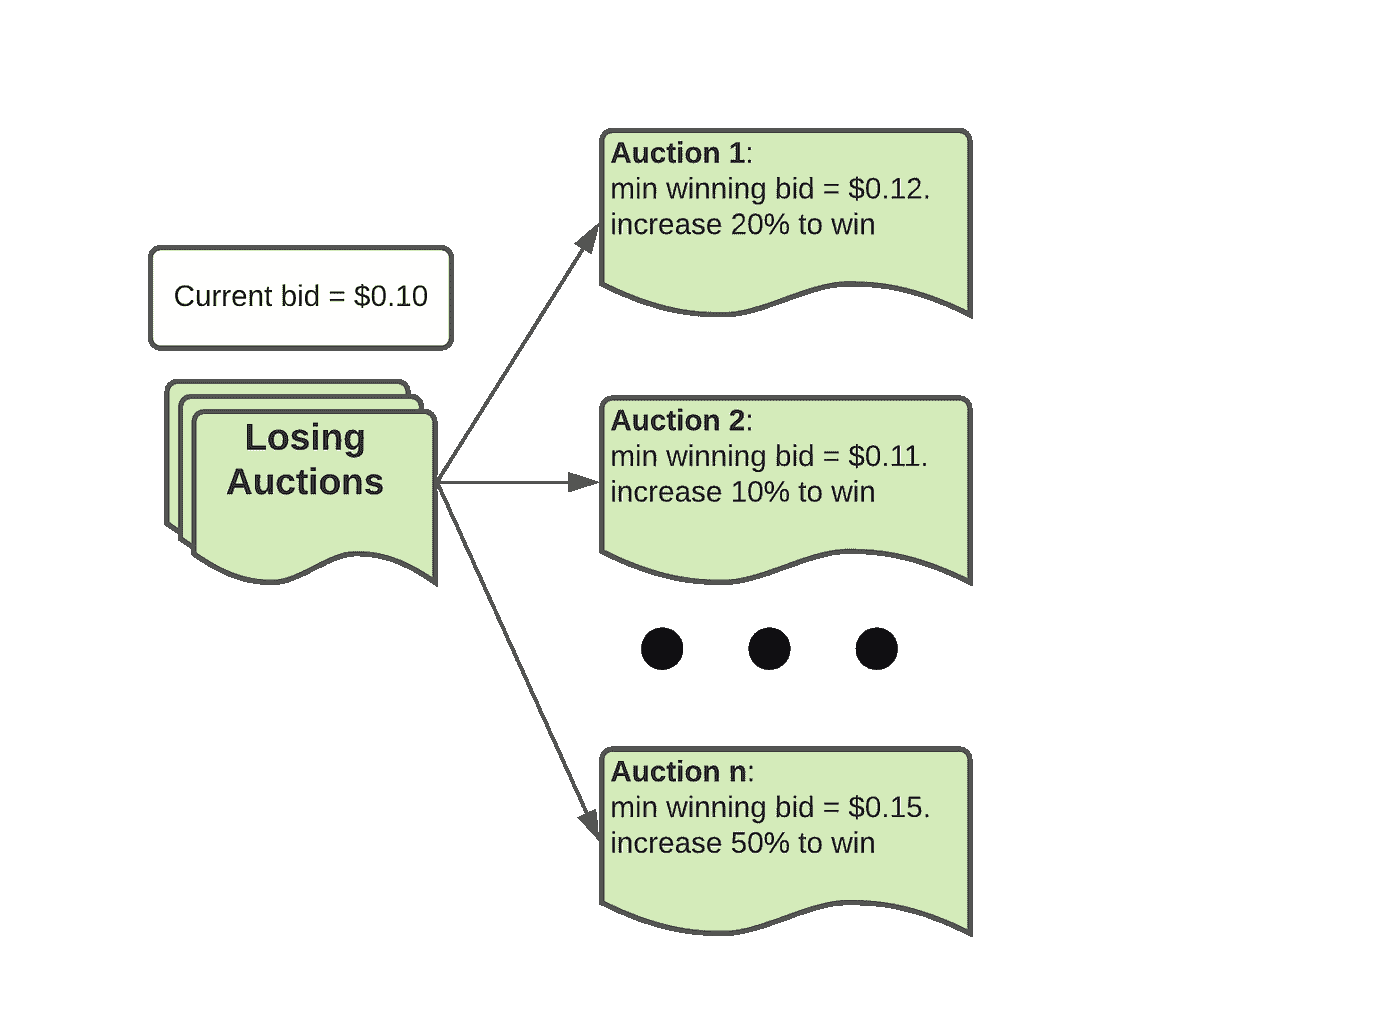 Current bid = $0.10
Losing
Auctions
Auction 1:
min winning bid = $0.12.
increase 20% to win
Auction 2:
min winning bid = $0.11.
increase 10% to win
Auction n:
min winning bid = $0.15.
increase 50% to win